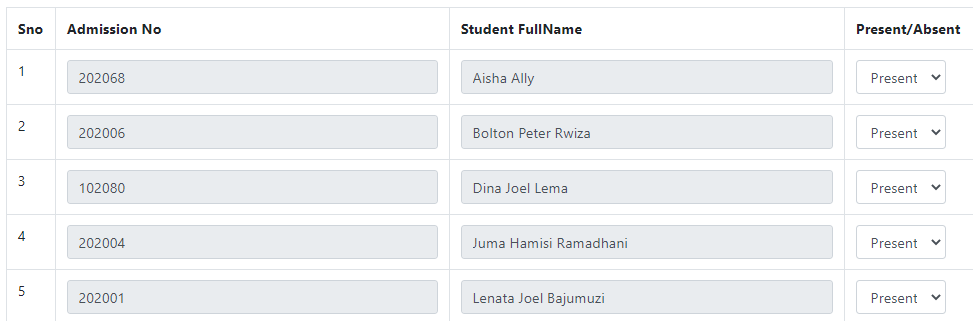 Sno Admission No Student FullName Present/Absent
1 202068 Aisha Ally Present
2 202006 Bolton Peter Rwiza Present
3 102080 Dina Joel Lema Present
4 202004 Juma Hamisi Ramadhani Present
5 202001 Lenata Joel Bajumuzi Present